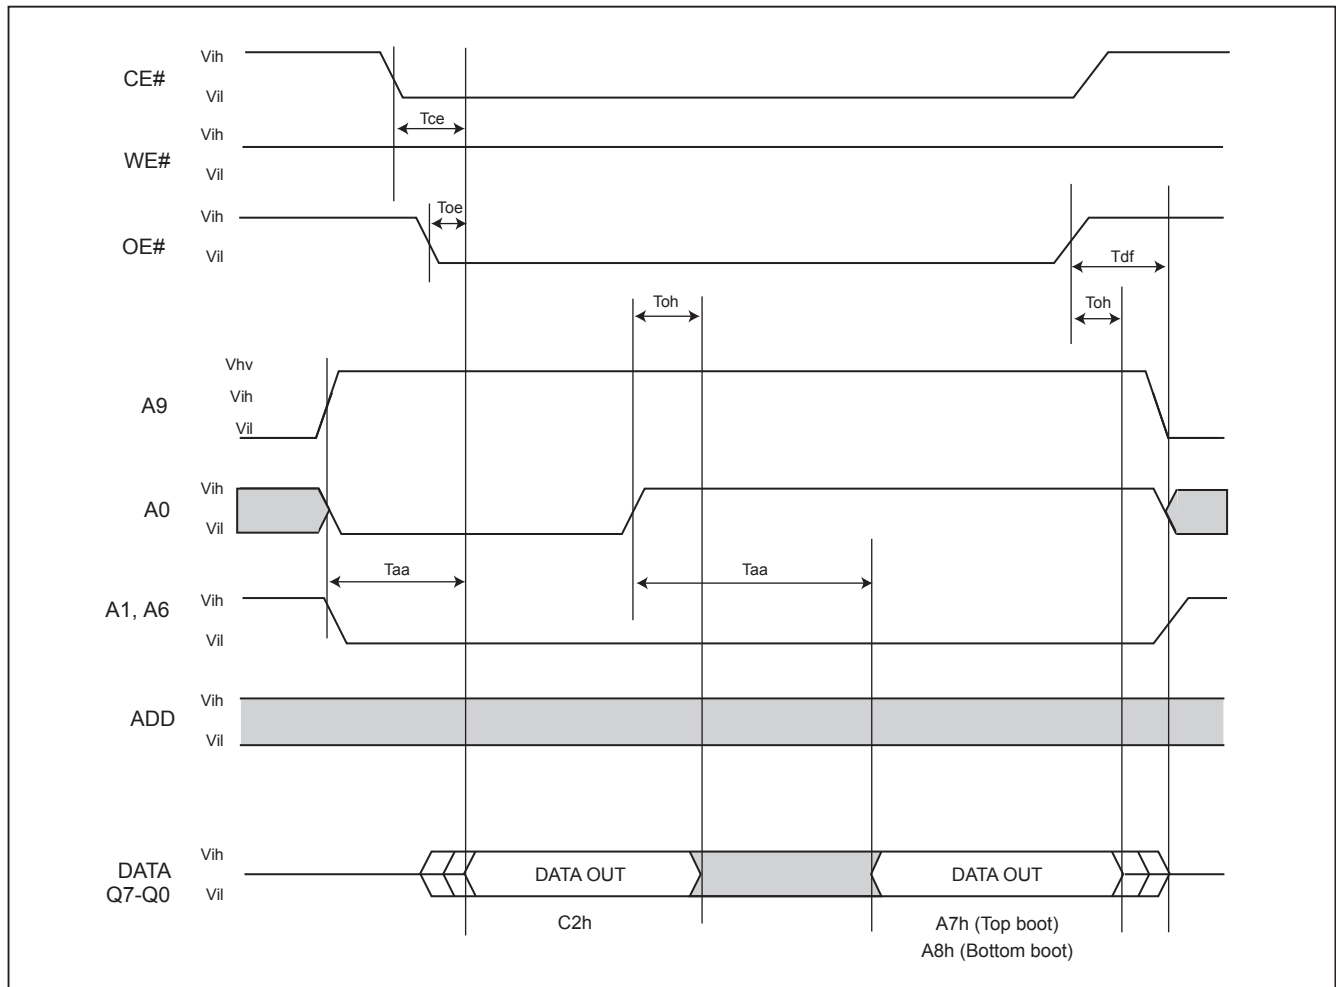 Vih
CE#
Vil
Tce
Vih
WE#
Vil
Toe
Vih
OE#
Vil
Tdf
Toh
Toh
Vhv
Vih
A9
Vil
Vih
A0
Vil
Taa
Taa
Vih
A1, A6
Vil
Vih
ADD
Vil
Vih
DATA
Q7-Q0
Vil
DATA OUT
DATA OUT
C2h
A7h (Top boot)
A8h (Bottom boot)